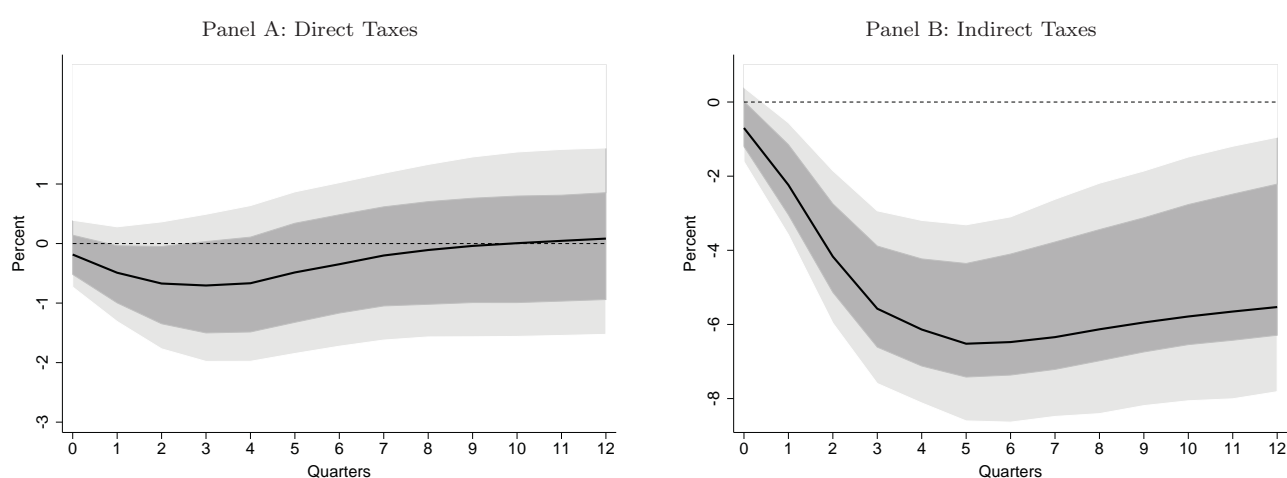 Panel A: Direct Taxes
1
0
-1
-2
-3
Percent
0 1 2 3 4 5 6 7 8 9 10 11 12
Quarters
Panel B: Indirect Taxes
0
-2
-4
-6
-8
Percent
0 1 2 3 4 5 6 7 8 9 10 11 12
Quarters